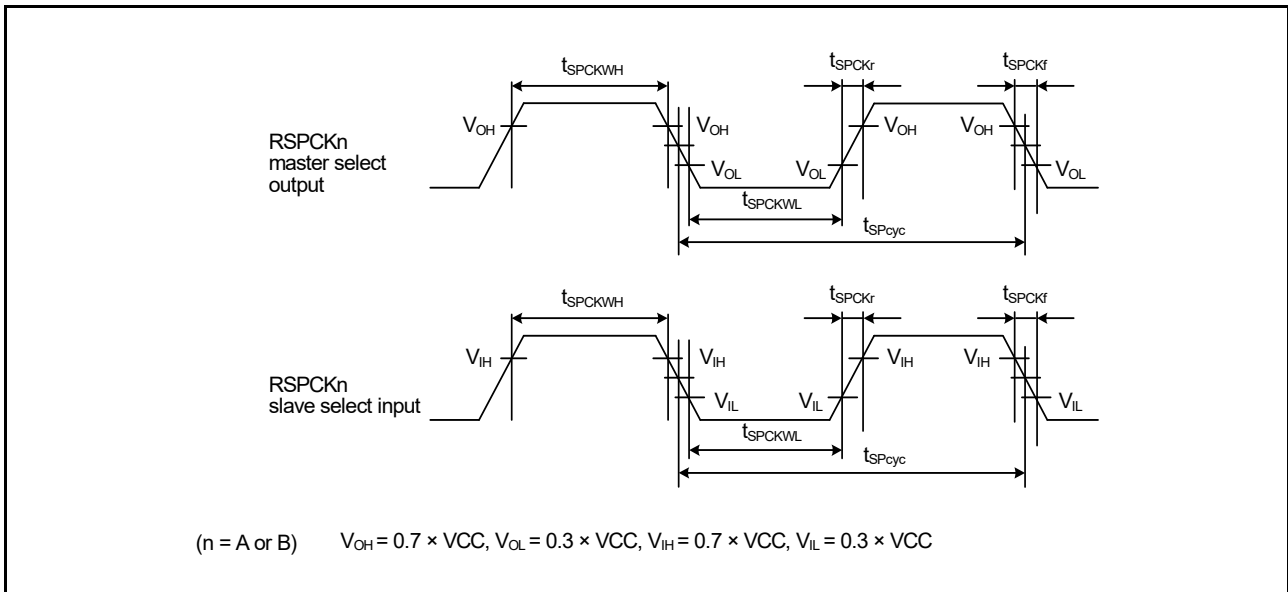 tSPCKWH tSPCKr tSPCKf
VOH VOH VOH VOH
RSPCKn
master select
output
VOL VOL VOL
tSPCKWL
tSPcyc
tSPCKWH tSPCKr tSPCKf
VIH VIH VIH VIH
RSPCKn
slave select input
VIL VIL VIL
tSPCKWL
tSPcyc
(n = A or B) VOH = 0.7 × VCC, VOL = 0.3 × VCC, VIH = 0.7 × VCC, VIL = 0.3 × VCC